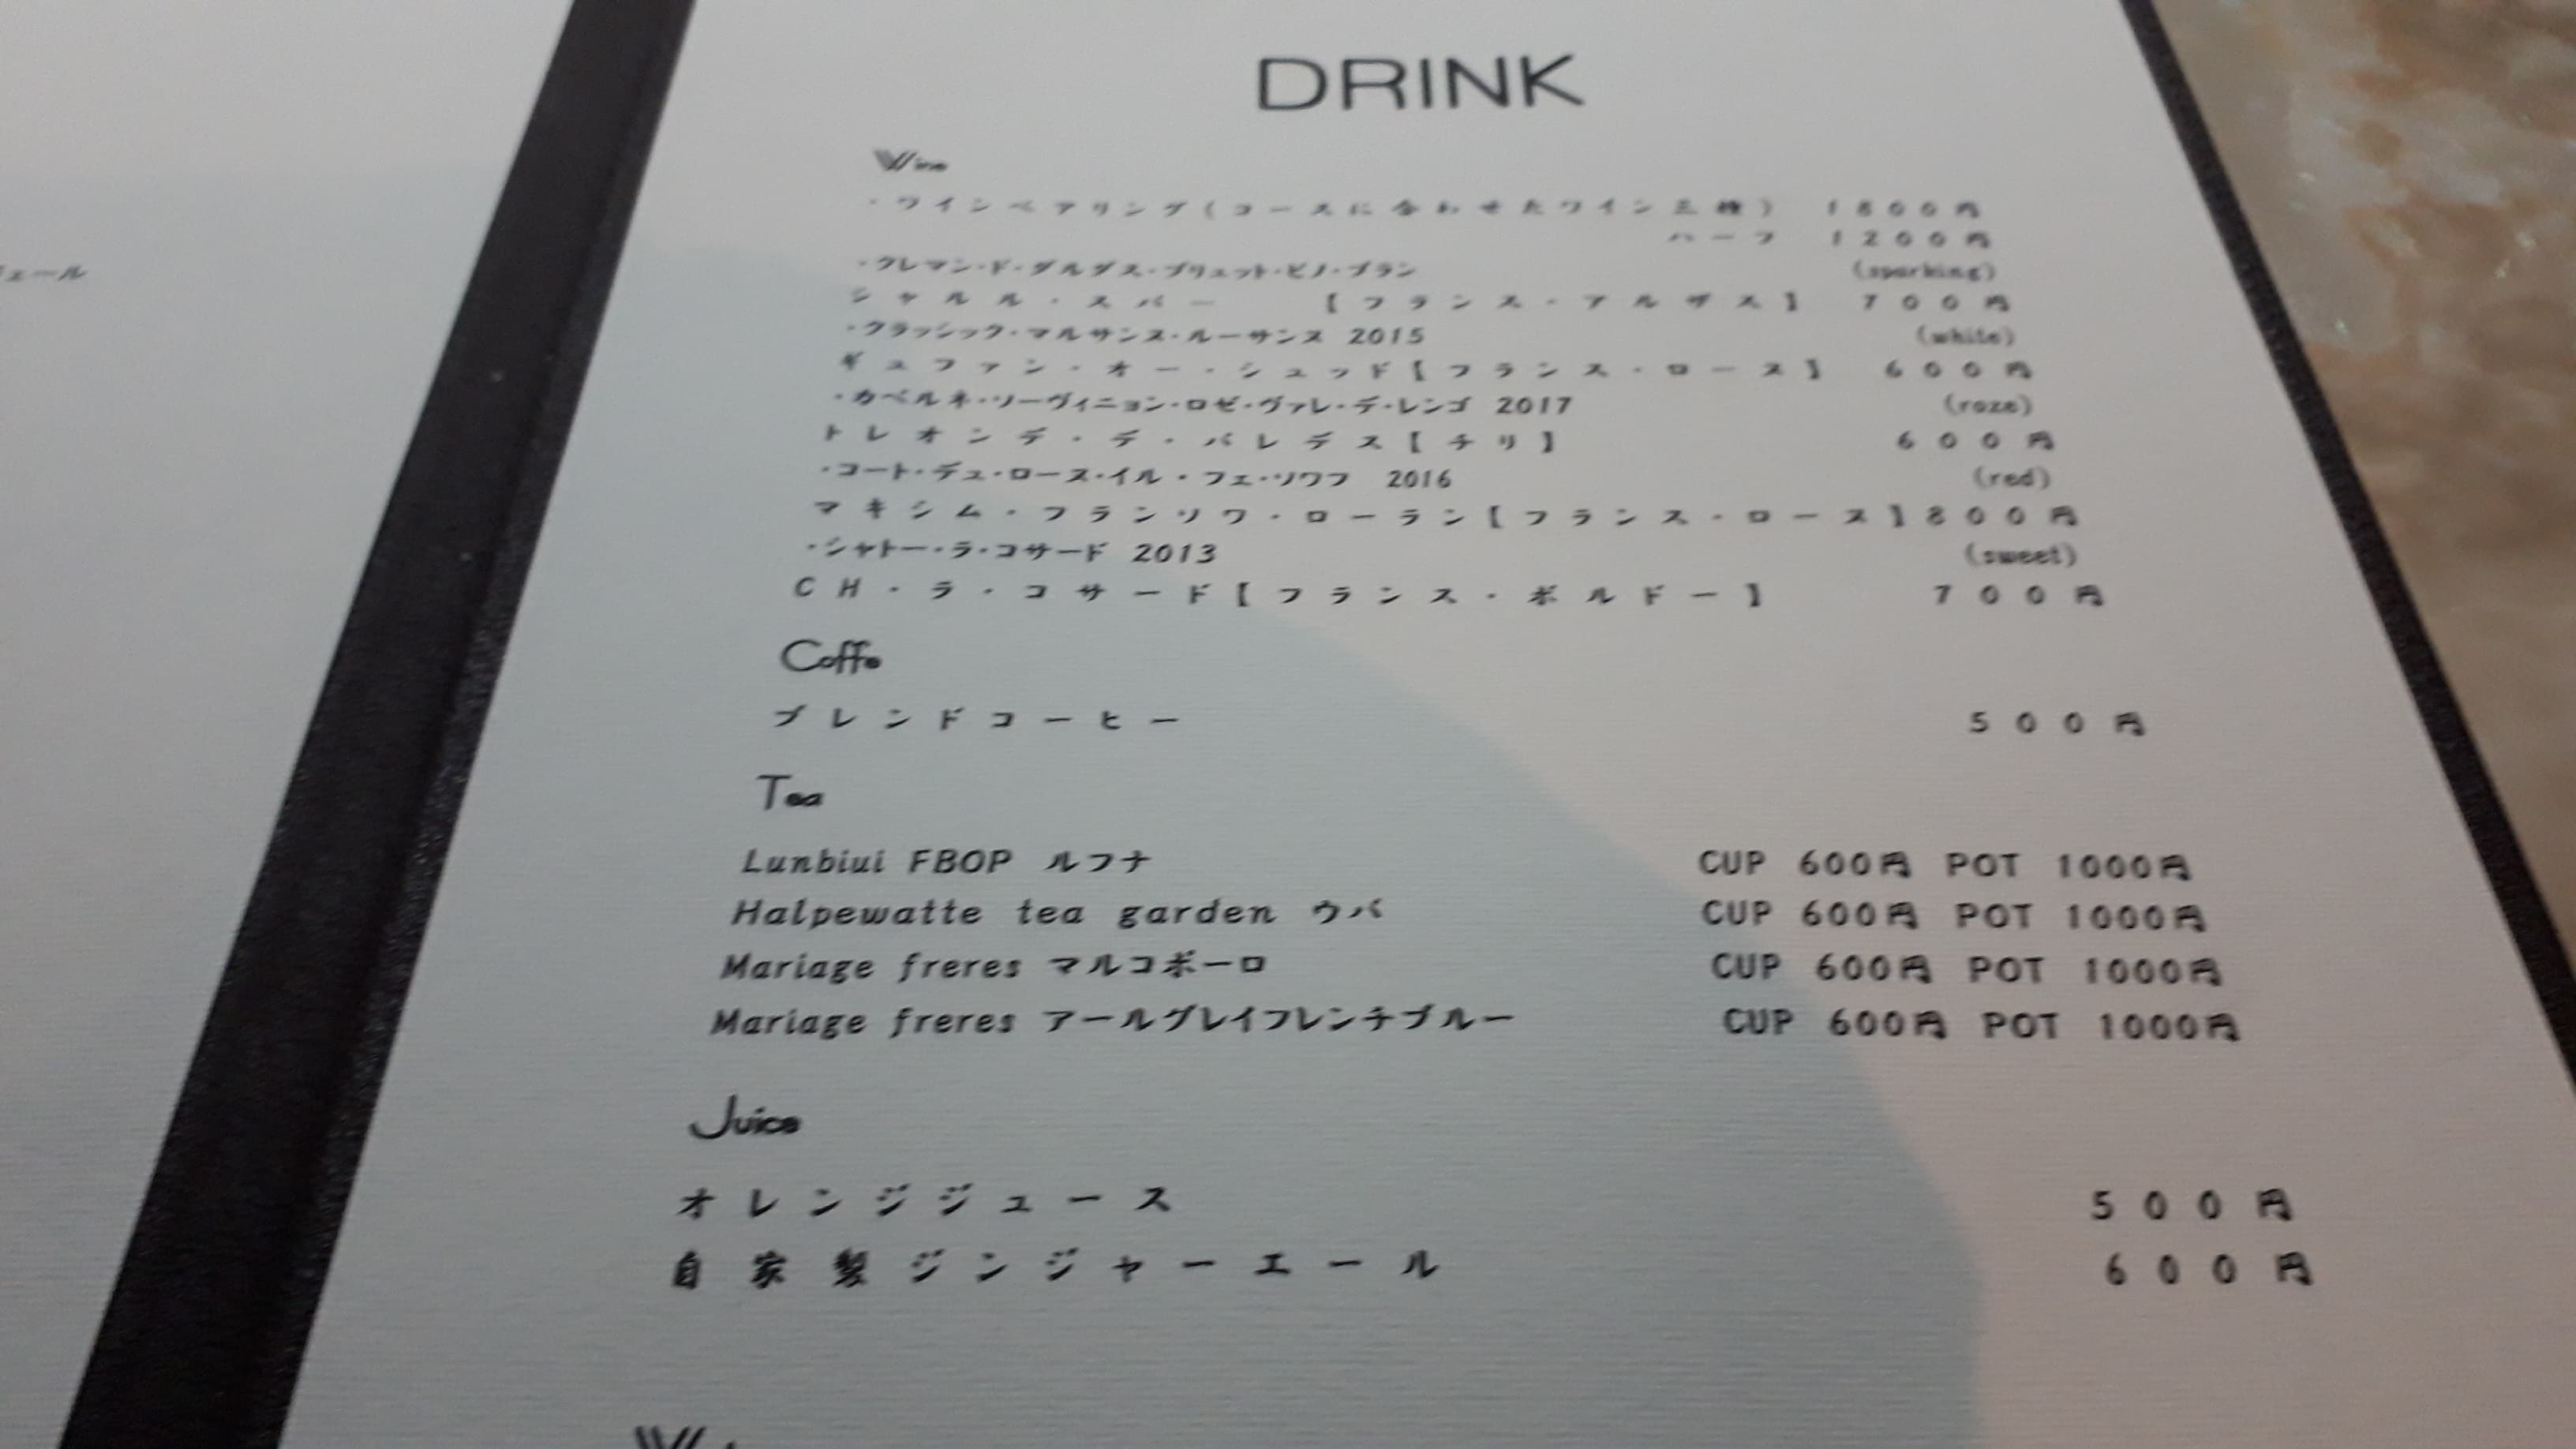 ジェール
DRINK
Wine
・ワインペアリング(コースに合わせたワイン三種) 1800円
ハーフ 1200円
・クレマン・ド・ダルザス・ブリュット・ピノ・ブラン (sparking)
シャルル・スパー 【フランス・アルザス】 700円
・クラッシック・マルサンヌ・ルーサンヌ 2015 (white)
ギュファン・オー・シュッド【フランス・ローヌ】 600円
・カベルネ・ソーヴィニョン・ロゼ・ヴァレ・デ・レンゴ 2017 (roze)
トレオン・デ・パレデス【チリ】 600円
・コート・デュ・ローヌ・イル・フェ・ソワフ 2016 (red)
マキシム・フランソワ・ローラン【フランス・ローヌ】800円
・シャトー・ラ・コサード 2013 (sweet)
CH・ラ・コサード【フランス・ボルドー】 700円
Coffe
ブレンドコーヒー 500円
Tea
Lunbiui FBOP ルフナ CUP 600円 POT 1000円
Halpewatte tea garden ウバ CUP 600円 POT 1000円
Mariage freres マルコポーロ CUP 600円 POT 1000円
Mariage freres アールグレイフレンチブルー CUP 600円 POT 1000円
Juice
オレンジジュース 500円
自家製ジンジャーエール 600円